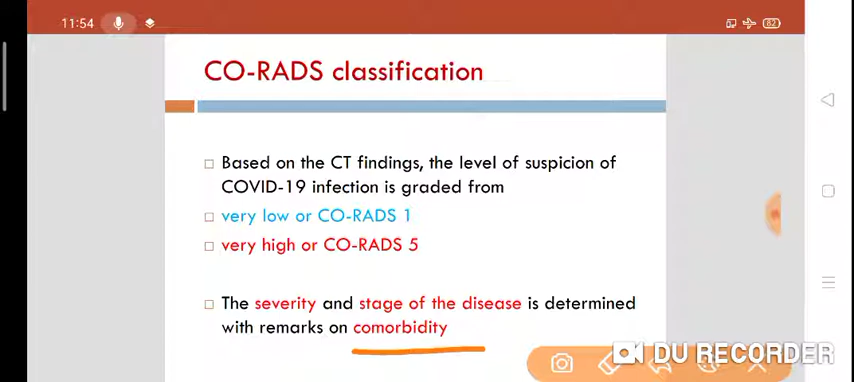 11:54
82
CO-RADS classification
Based on the CT findings, the level of suspicion of
COVID-19 infection is graded from
very low or CO-RADS 1
very high or CO-RADS 5
The severity and stage of the disease is determined
with remarks on comorbidity
DU RECORDER